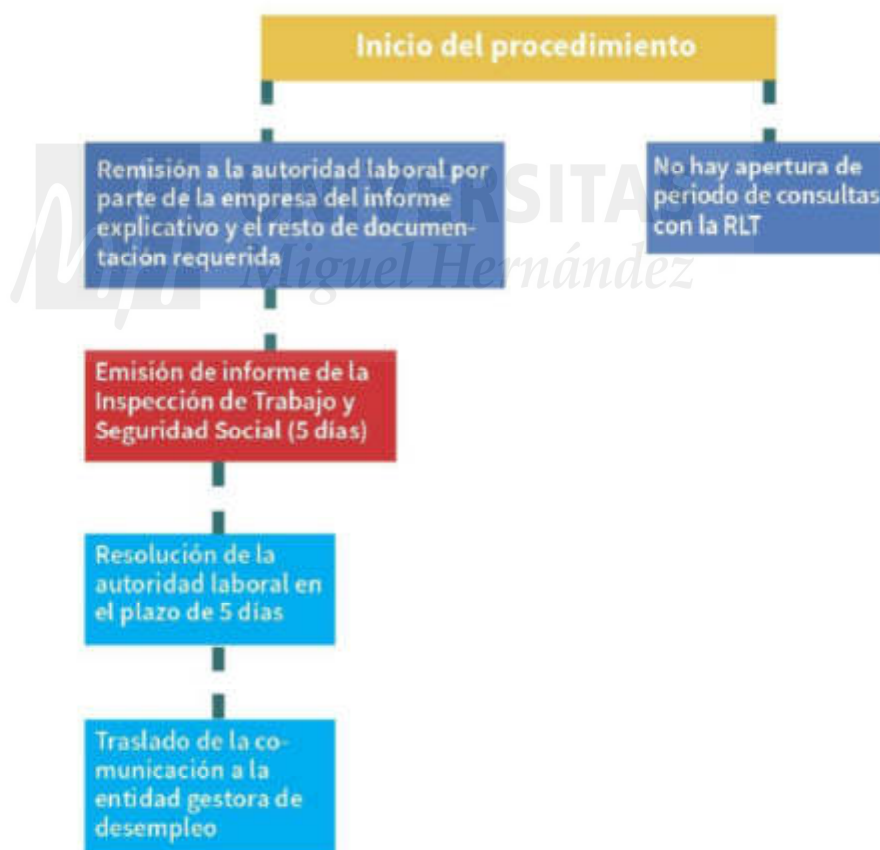 Inicio del procedimiento
Remisión a la autoridad laboral por
parte de la empresa del informe
explicativo y el resto de documen-
tación requerida
No hay apertura de
periodo de consultas
con la RLT
UNIVERSITAS
Miguel Hernández
Emisión de informe de la
Inspección de Trabajo y
Seguridad Social (5 días)
Resolución de la
autoridad laboral en
el plazo de 5 días
Traslado de la co-
municación a la
entidad gestora de
desempleo